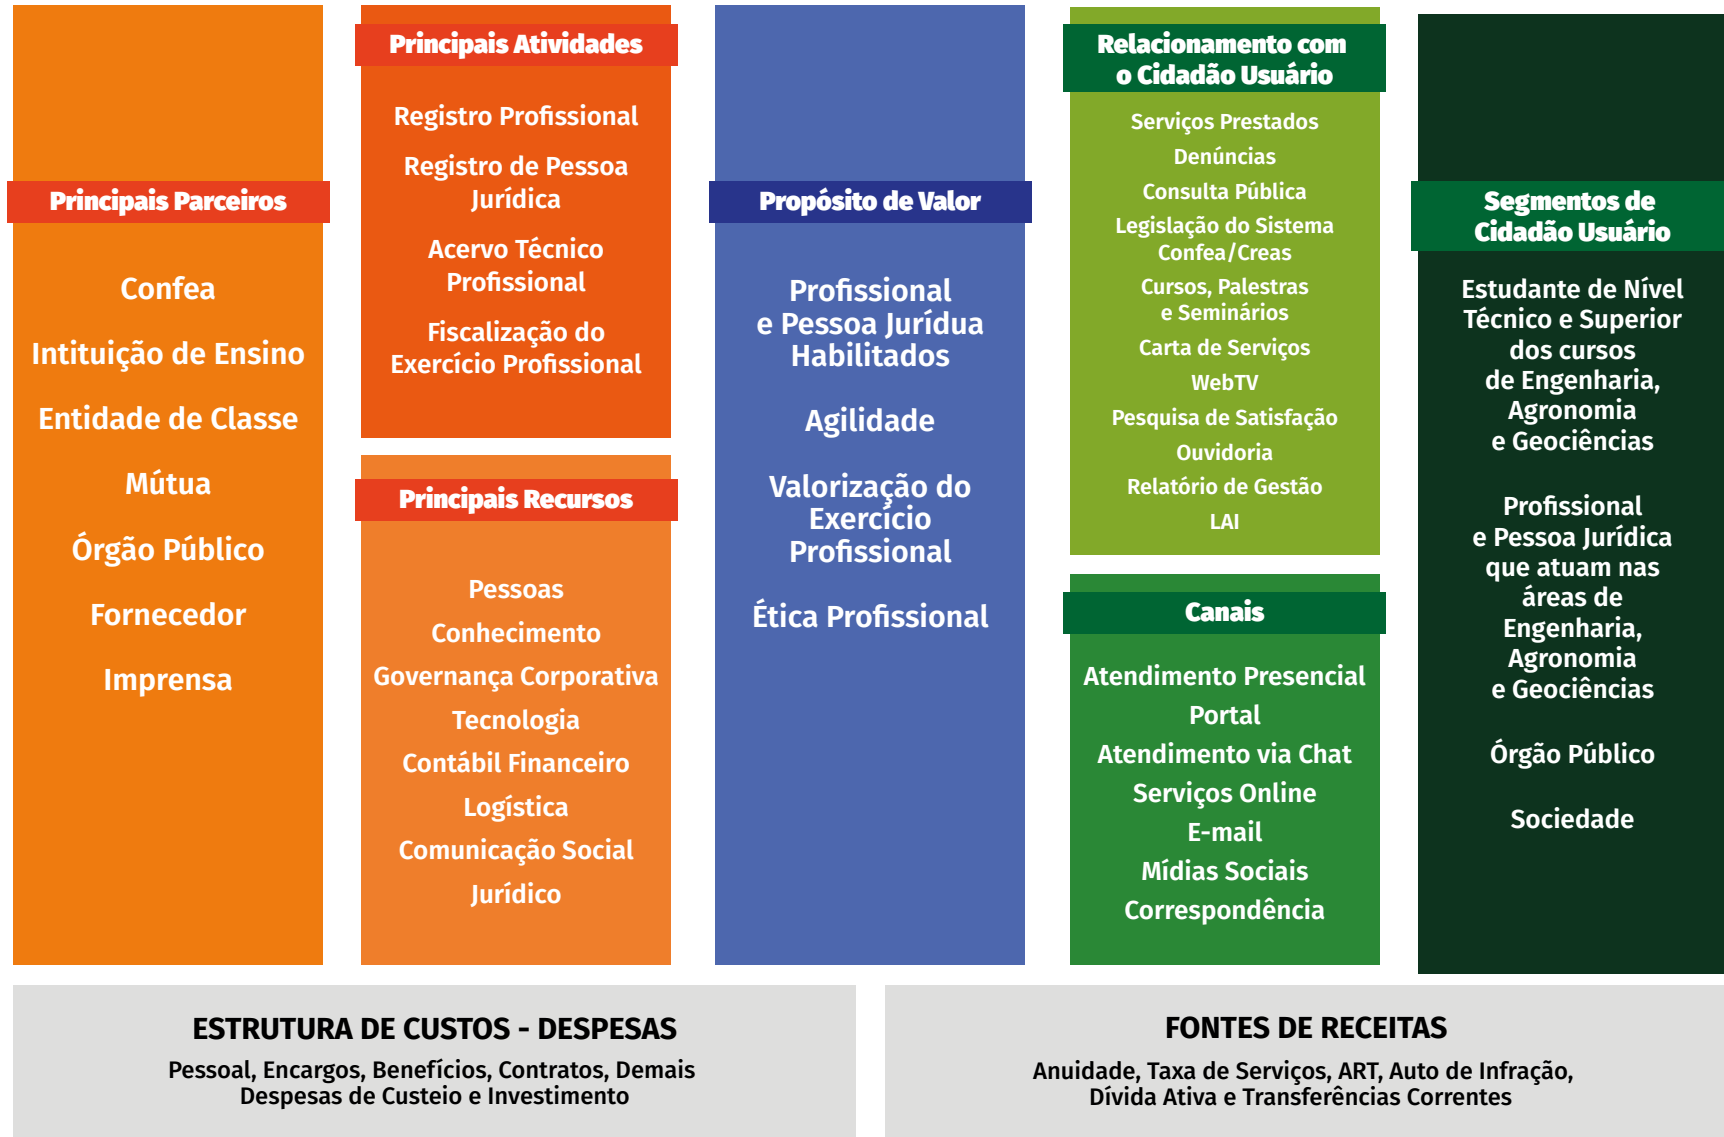 Principais Parceiros
Confea
Intituição de Ensino
Entidade de Classe
Mútua
Órgão Público
Fornecedor
Imprensa
Principais Atividades
Registro Profissional
Registro de Pessoa
Jurídica
Acervo Técnico
Profissional
Fiscalização do
Exercício Profissional
Principais Recursos
Pessoas
Conhecimento
Governança Corporativa
Tecnologia
Contábil Financeiro
Logística
Comunicação Social
Jurídico
Propósito de Valor
Profissional
e Pessoa Jurídua
Habilitados
Agilidade
Valorização do
Exercício
Profissional
Ética Profissional
Relacionamento com
o Cidadão Usuário
Serviços Prestados
Denúncias
Consulta Pública
Legislação do Sistema
Confea/Creas
Cursos, Palestras
e Seminários
Carta de Serviços
WebTV
Pesquisa de Satisfação
Ouvidoria
Relatório de Gestão
LAI
Canais
Atendimento Presencial
Portal
Atendimento via Chat
Serviços Online
E-mail
Mídias Sociais
Correspondência
Segmentos de
Cidadão Usuário
Estudante de Nível
Técnico e Superior
dos cursos
de Engenharia,
Agronomia
e Geociências
Profissional
e Pessoa Jurídica
que atuam nas
áreas de
Engenharia,
Agronomia
e Geociências
Órgão Público
Sociedade
ESTRUTURA DE CUSTOS - DESPESAS
Pessoal, Encargos, Benefícios, Contratos, Demais
Despesas de Custeio e Investimento
FONTES DE RECEITAS
Anuidade, Taxa de Serviços, ART, Auto de Infração,
Dívida Ativa e Transferências Correntes